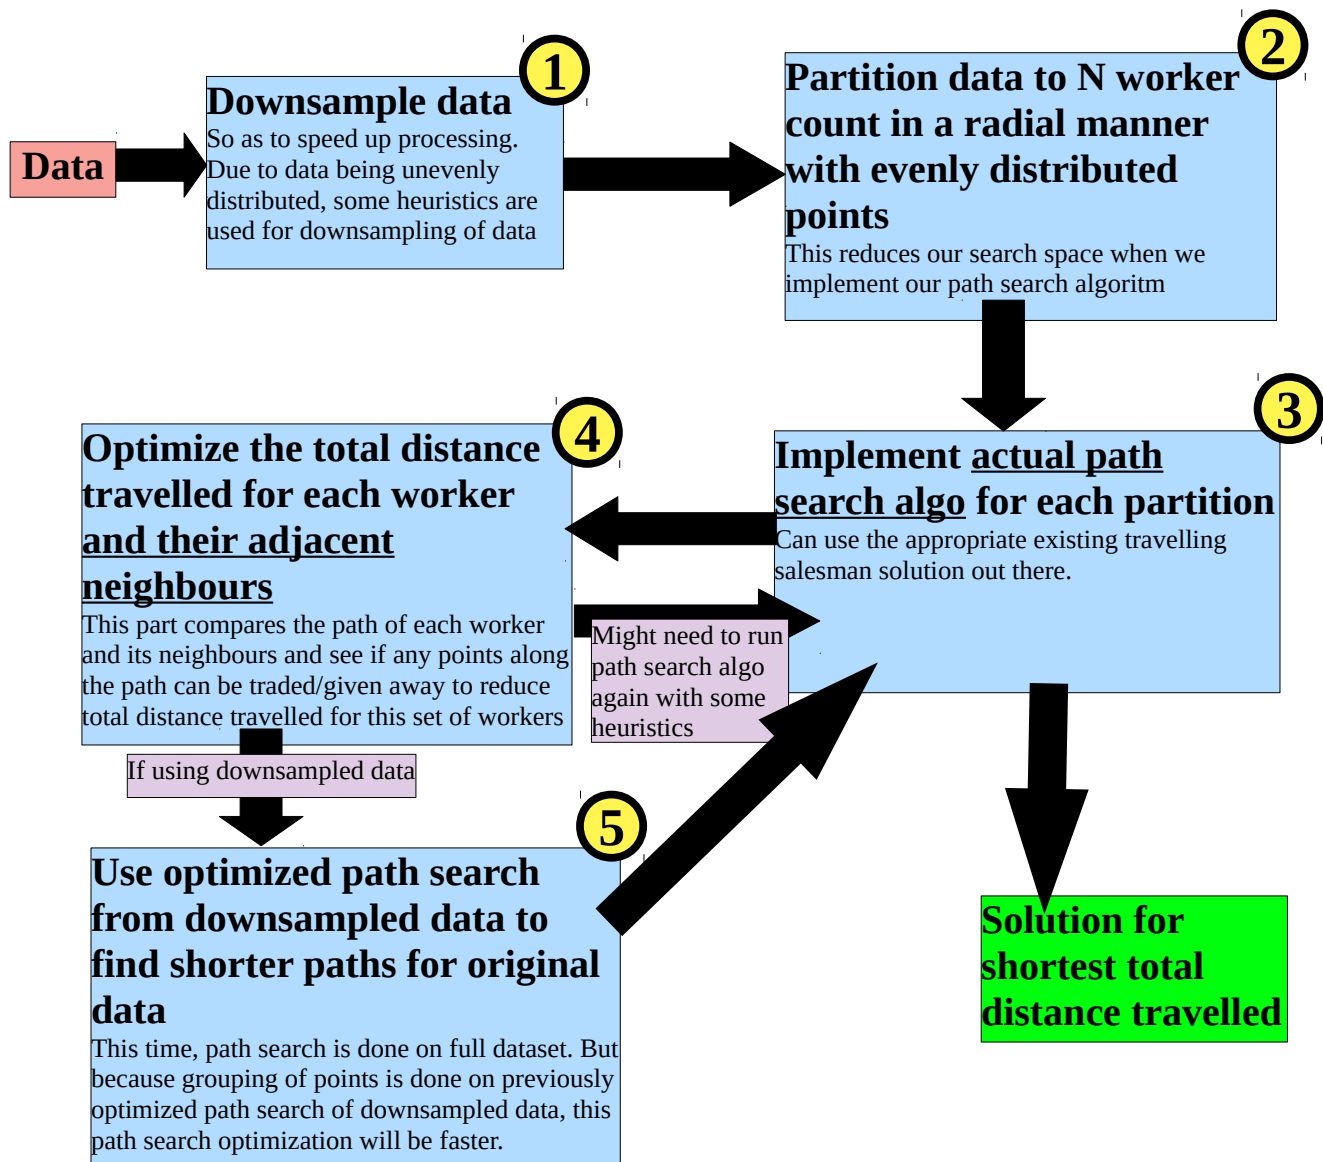 Data
1
Downsample data
So as to speed up processing.
Due to data being unevenly
distributed, some heuristics are
used for downsampling of data
2
Partition data to N worker
count in a radial manner
with evenly distributed
points
This reduces our search space when we
implement our path search algoritm
3
Implement actual path
search algo for each partition
Can use the appropriate existing travelling
salesman solution out there.
4
Optimize the total distance
travelled for each worker
and their adjacent
neighbours
This part compares the path of each worker
and its neighbours and see if any points along
the path can be traded/given away to reduce
total distance travelled for this set of workers
Might need to run
path search algo
again with some
heuristics
If using downsampled data
5
Use optimized path search
from downsampled data to
find shorter paths for original
data
This time, path search is done on full dataset. But
because grouping of points is done on previously
optimized path search of downsampled data, this
path search optimization will be faster.
Solution for
shortest total
distance travelled